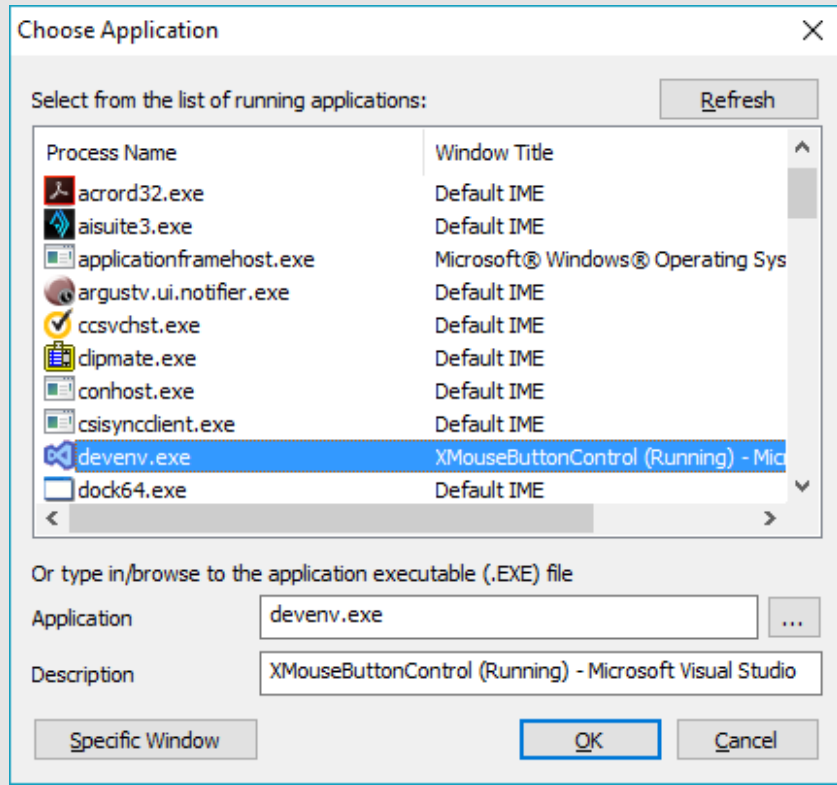 Choose Application
Select from the list of running applications: Refresh
Process Name Window Title
acrord32.exe Default IME
aisuite3.exe Default IME
applicationframehost.exe Microsoft® Windows® Operating Sys
argustv.ui.notifier.exe Default IME
ccsvchst.exe Default IME
clipmate.exe Default IME
conhost.exe Default IME
csisyncclient.exe Default IME
devenv.exe XMouseButtonControl (Running) - Micr
dock64.exe Default IME
Or type in/browse to the application executable (.EXE) file
Application devenv.exe ...
Description XMouseButtonControl (Running) - Microsoft Visual Studio
Specific Window OK Cancel